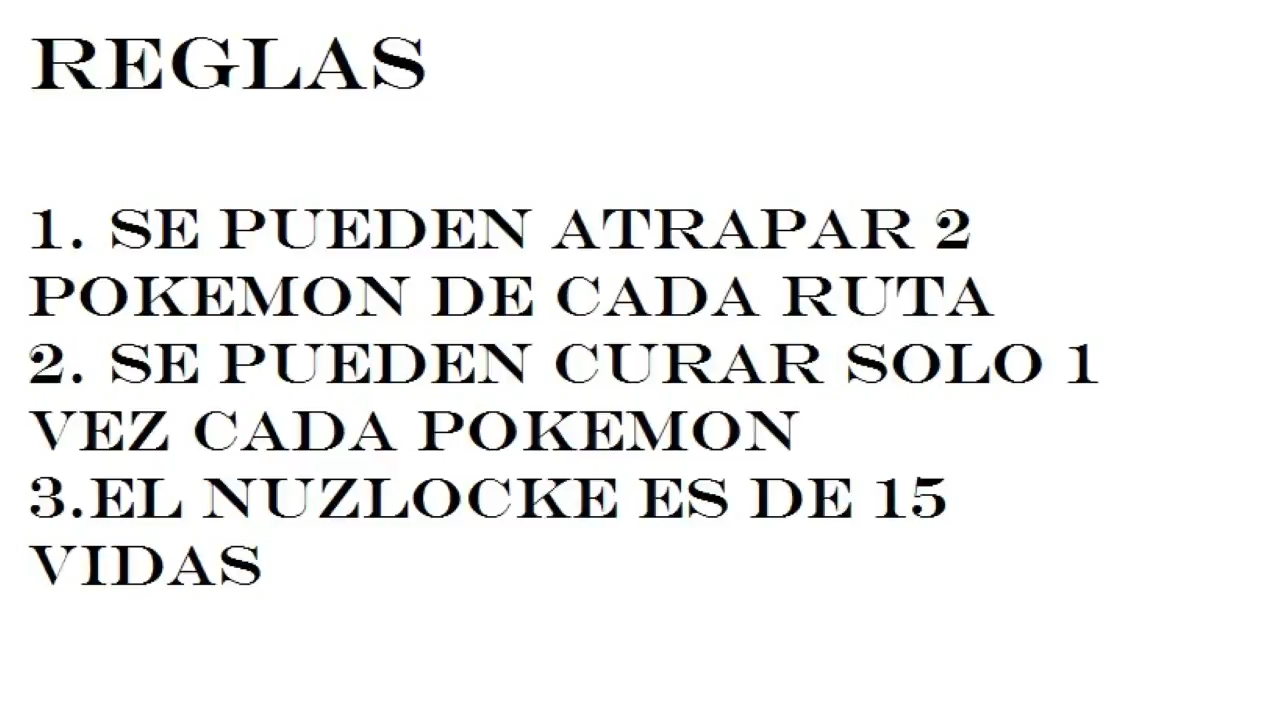 REGLAS
1. SE PUEDEN ATRAPAR 2
POKEMON DE CADA RUTA
2. SE PUEDEN CURAR SOLO 1
VEZ CADA POKEMON
3.EL NUZLOCKE ES DE 15
VIDAS